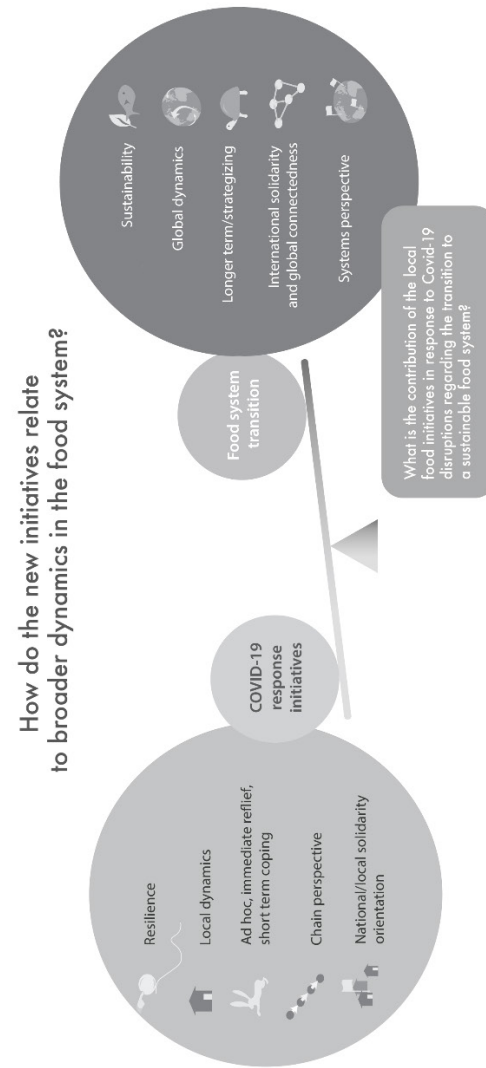 How do the new initiatives relate
to broader dynamics in the food system?
Resilience
Local dynamics
Ad hoc, immediate reflief,
short term coping
Chain perspective
National/local solidarity
orientation
COVID-19
response
initiatives
Food system
transition
Sustainability
Global dynamics
Longer term/strategizing
International solidarity
and global connectedness
Systems perspective
What is the contribution of the local
food initiatives in response to Covid-19
disruptions regarding the transition to
a sustainable food system?